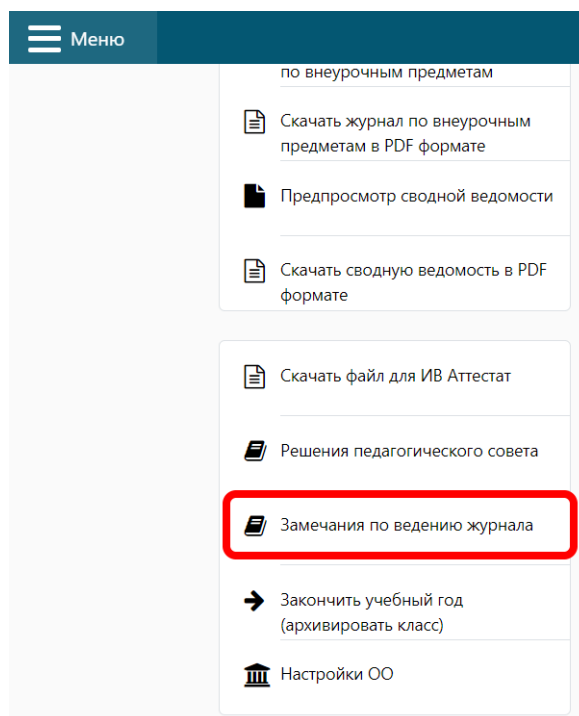 Меню
по внеурочным предметам
Скачать журнал по внеурочным
предметам в PDF формате
Предпросмотр сводной ведомости
Скачать сводную ведомость в PDF
формате
Скачать файл для ИВ Аттестат
Решения педагогического совета
Замечания по ведению журнала
Закончить учебный год
(архивировать класс)
Настройки ОО